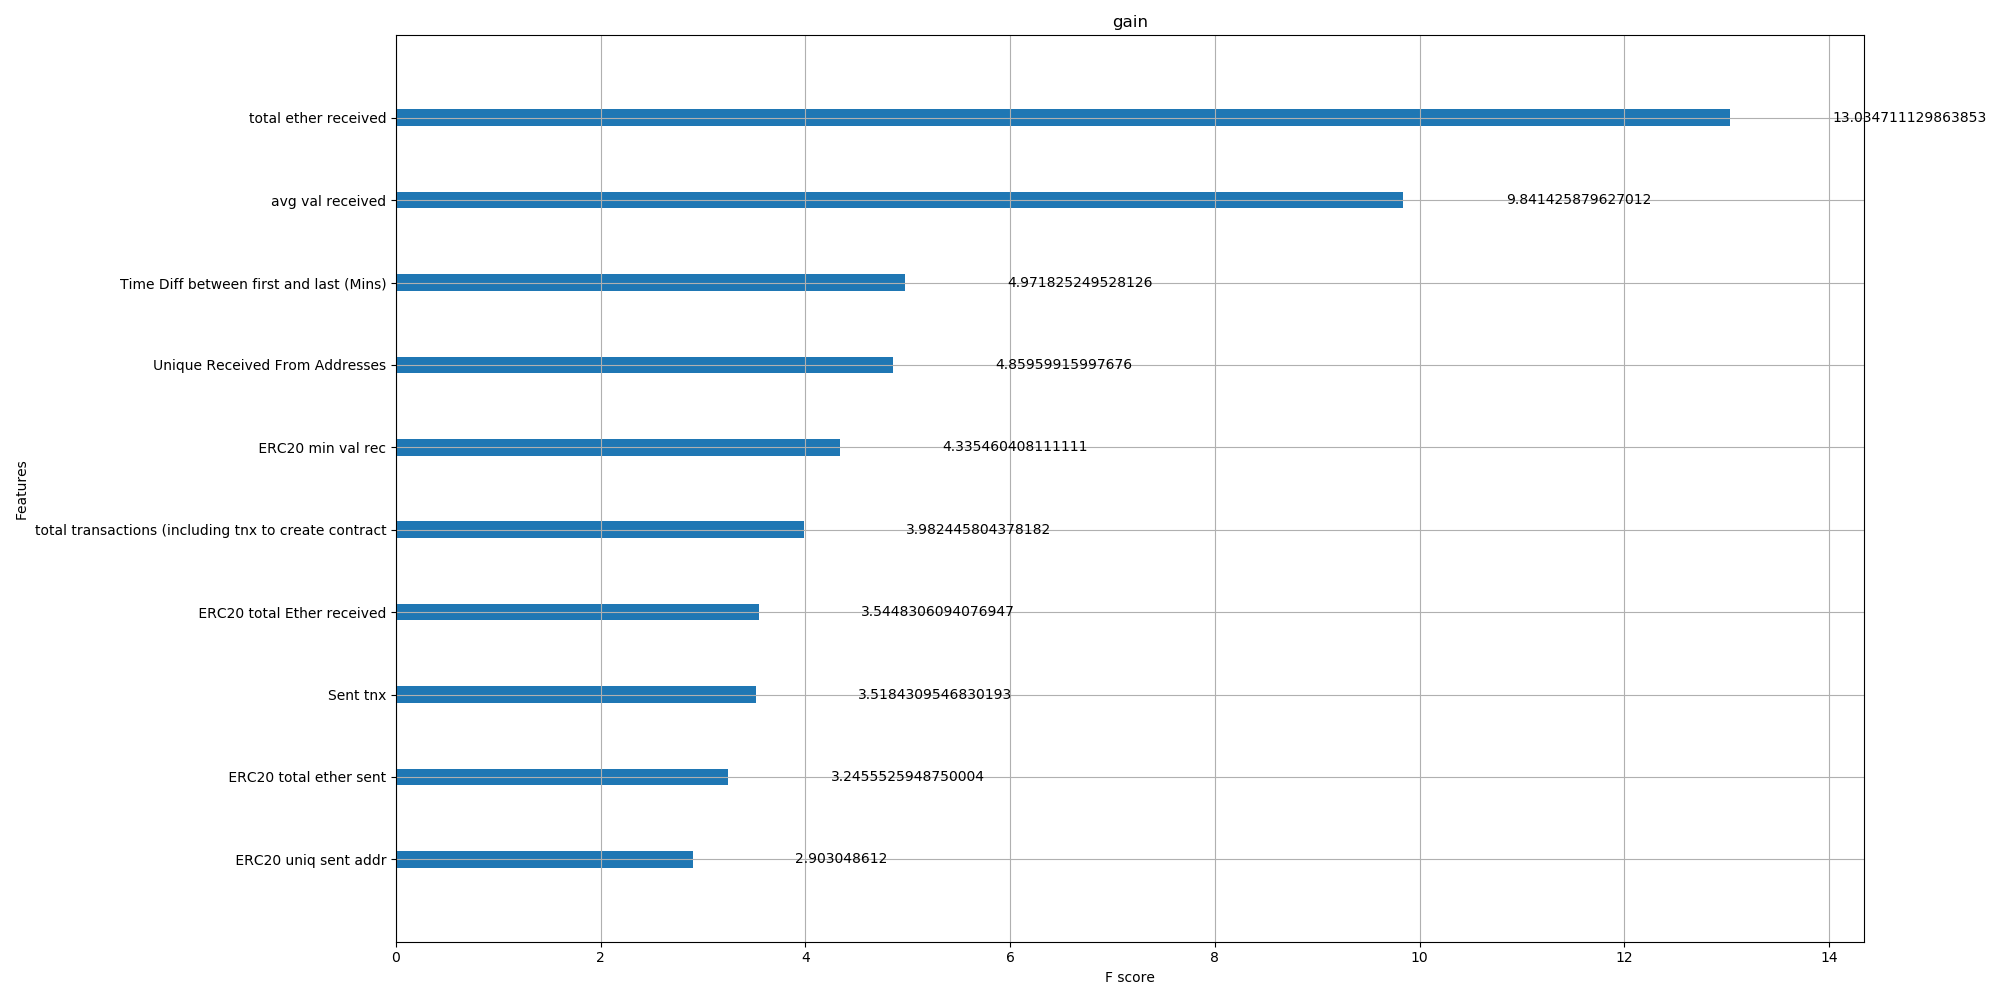 gain
total ether received
13.034711129863853
avg val received
9.841425879627012
Time Diff between first and last (Mins)
4.971825249528126
Unique Received From Addresses
4.85959915997676
ERC20 min val rec
4.335460408111111
total transactions (including tnx to create contract
3.982445804378182
ERC20 total Ether received
3.5448306094076947
Sent tnx
3.5184309546830193
ERC20 total ether sent
3.2455525948750004
ERC20 uniq sent addr
2.903048612
Features
0 2 4 6 8 10 12 14
F score